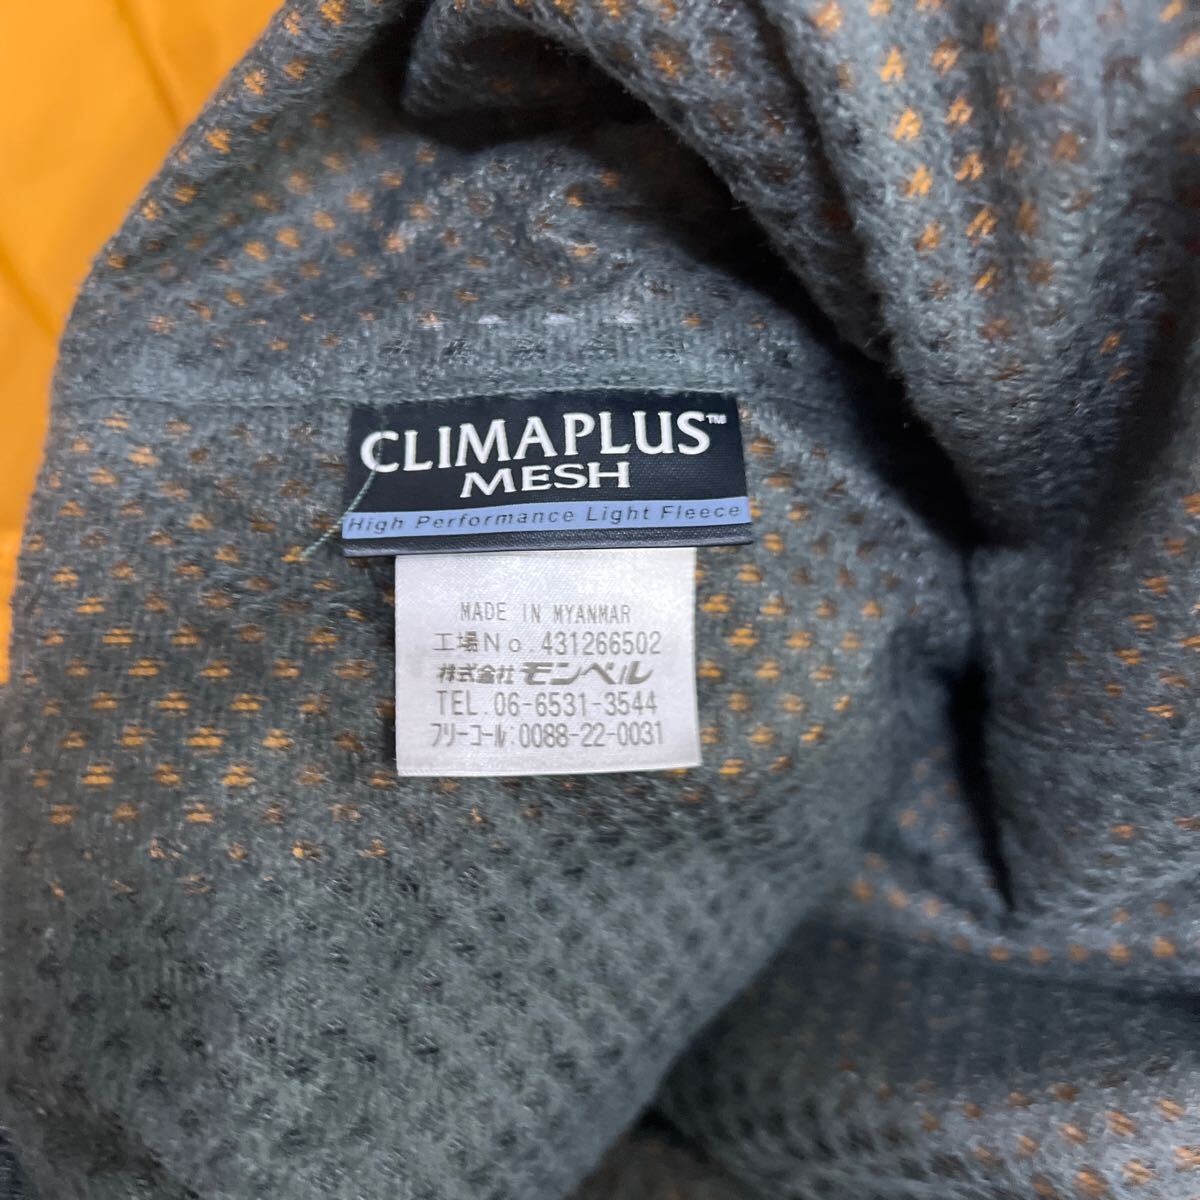 CLIMAPLUS™
MESH
High Performance Light Fleece
MADE IN MYANMAR
工場No.431266502
株式会社 モンベル
TEL.06-6531-3544
フリーコール:0088-22-0031